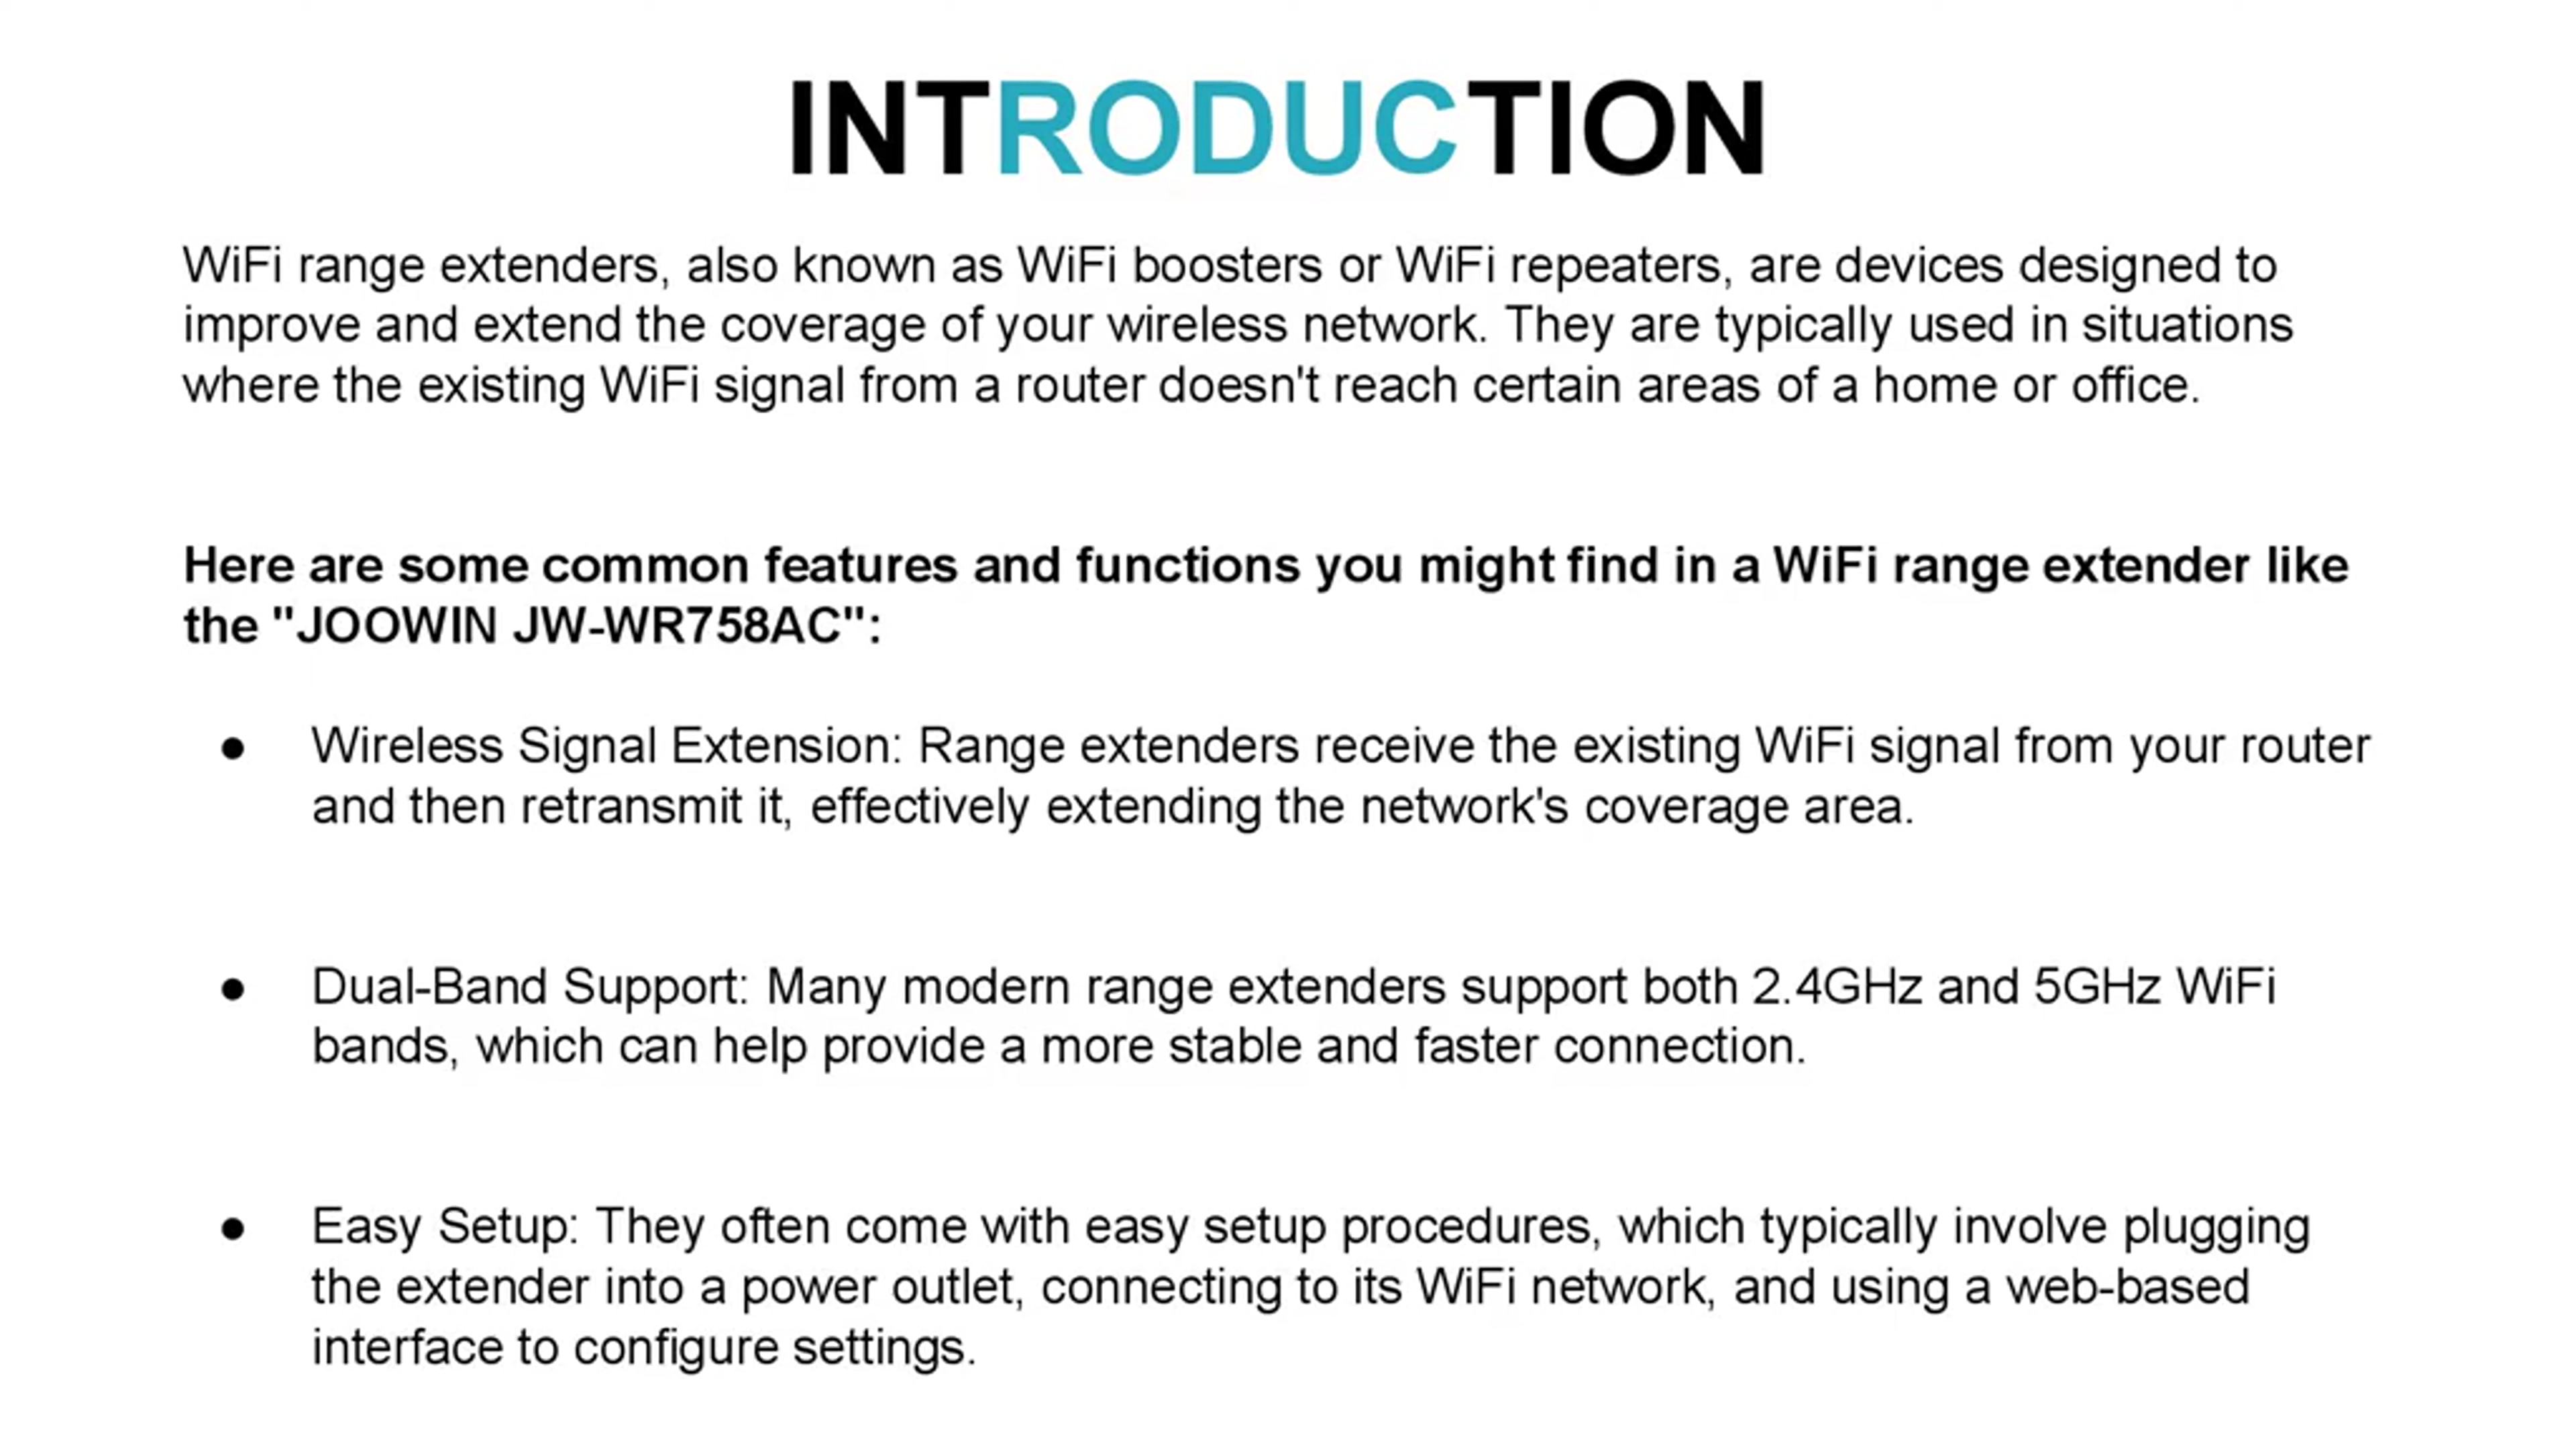 INTRODUCTION
WiFi range extenders, also known as WiFi boosters or WiFi repeaters, are devices designed to
improve and extend the coverage of your wireless network. They are typically used in situations
where the existing WiFi signal from a router doesn't reach certain areas of a home or office.
Here are some common features and functions you might find in a WiFi range extender like
the "JOOWIN JW-WR758AC":
● Wireless Signal Extension: Range extenders receive the existing WiFi signal from your router
and then retransmit it, effectively extending the network's coverage area.
● Dual-Band Support: Many modern range extenders support both 2.4GHz and 5GHz WiFi
bands, which can help provide a more stable and faster connection.
● Easy Setup: They often come with easy setup procedures, which typically involve plugging
the extender into a power outlet, connecting to its WiFi network, and using a web-based
interface to configure settings.